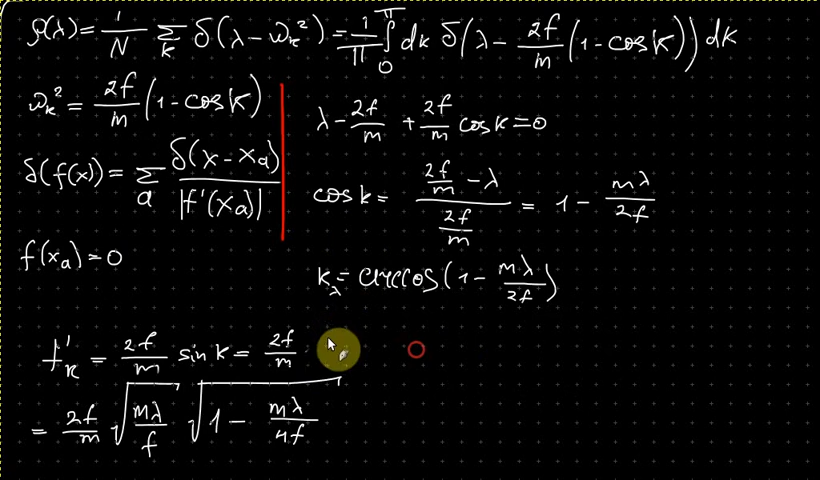 ρ(λ) = 1/N Σ_k δ(λ − ω_k²) = 1/π ∫_0^π dk δ(λ − 2f/m (1 − cos k)) dk
ω_k² = 2f/m (1 − cos k)
δ(f(x)) = Σ_a δ(x − x_a) / |f'(x_a)|
f(x_a) = 0
λ − 2f/m + 2f/m cos k = 0
cos k = (2f/m − λ) / (2f/m) = 1 − mλ/2f
k_λ = arccos(1 − mλ/2f)
f'_k = 2f/m sin k = 2f/m
= 2f/m √(mλ/f) √(1 − mλ/4f)